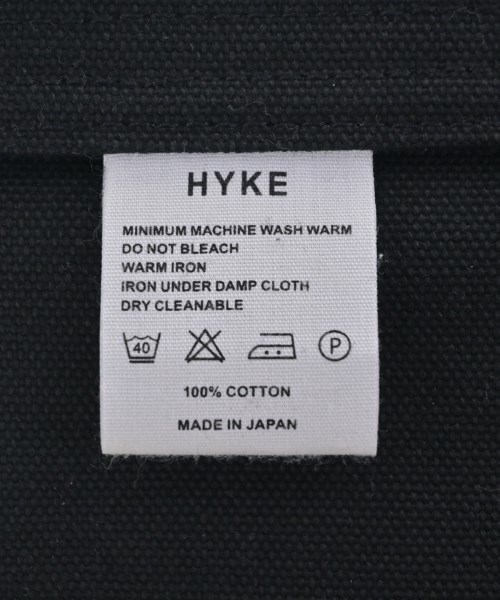 HYKE
MINIMUM MACHINE WASH WARM
DO NOT BLEACH
WARM IRON
IRON UNDER DAMP CLOTH
DRY CLEANABLE
40 P
100% COTTON
MADE IN JAPAN